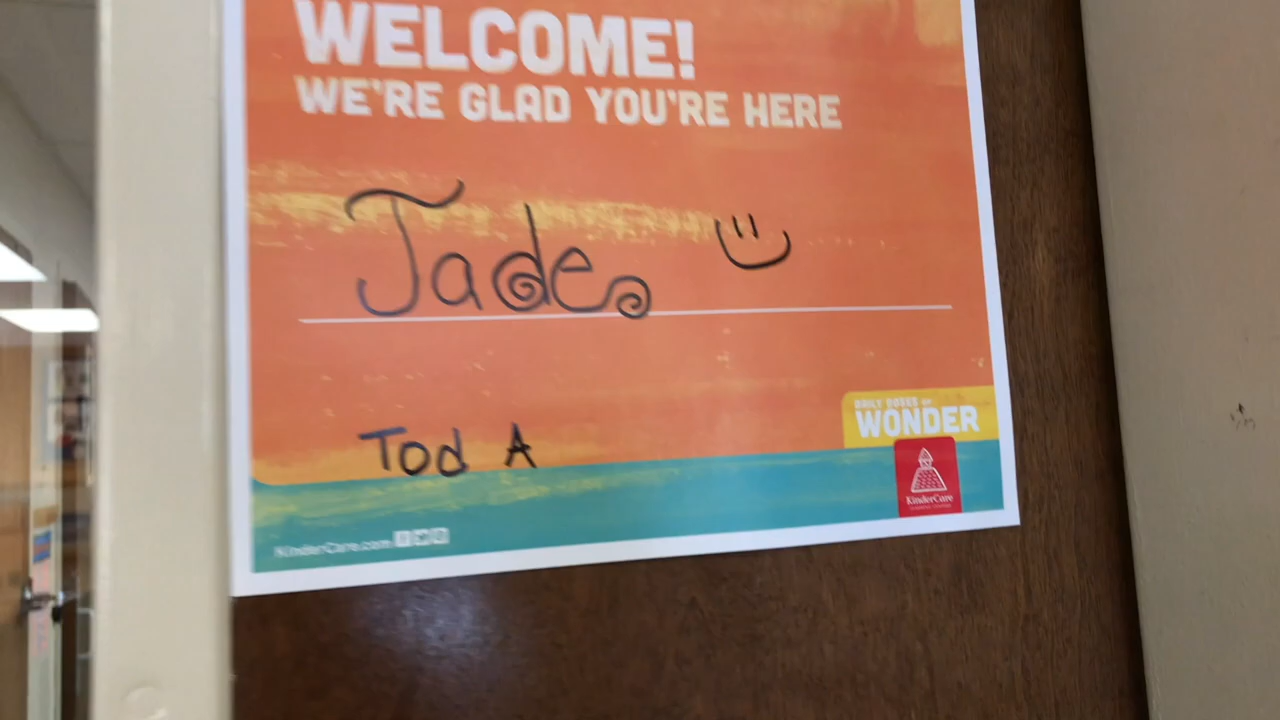 WELCOME!
WE'RE GLAD YOU'RE HERE
Jade
Tod A
DAILY DOSES OF
WONDER
KinderCare
KinderCare.com